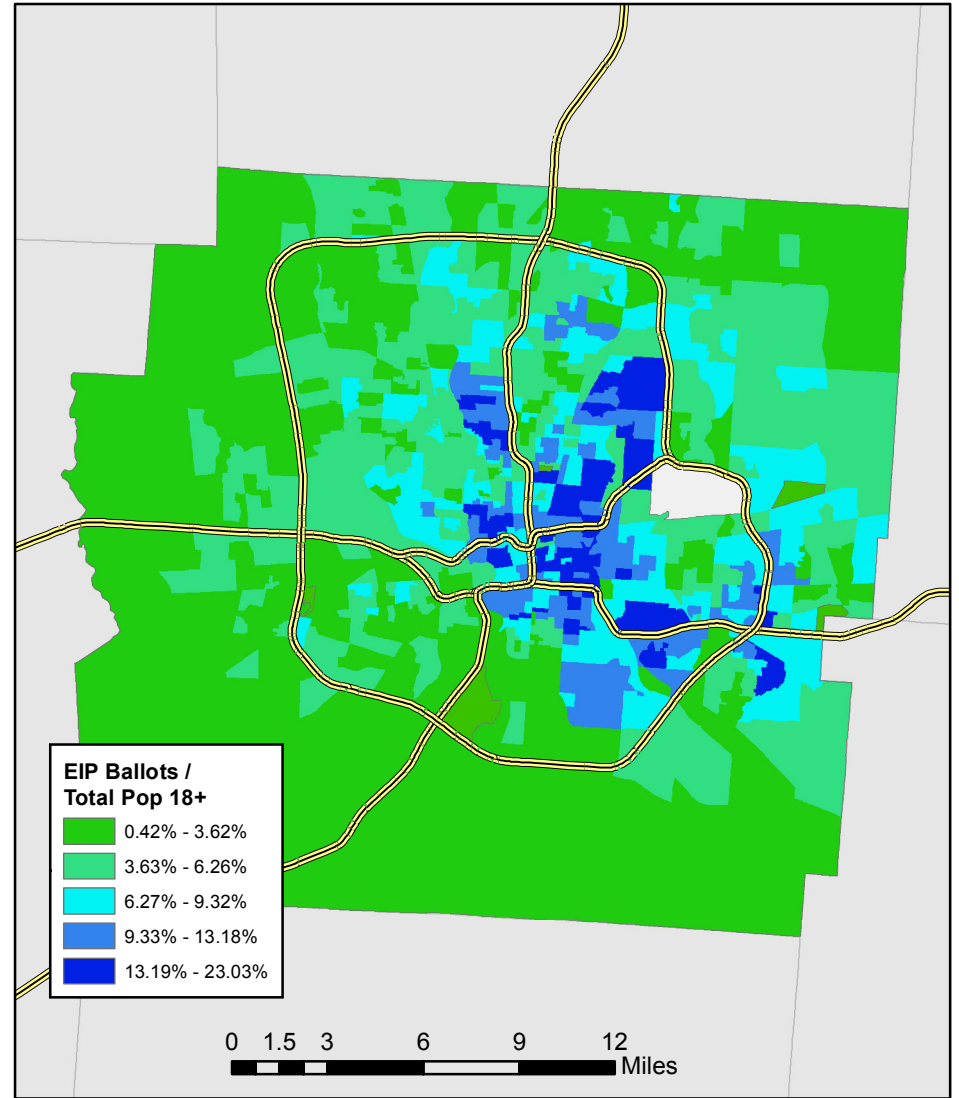 EIP Ballots /
Total Pop 18+
0.42% - 3.62%
3.63% - 6.26%
6.27% - 9.32%
9.33% - 13.18%
13.19% - 23.03%
0 1.5 3 6 9 12
Miles